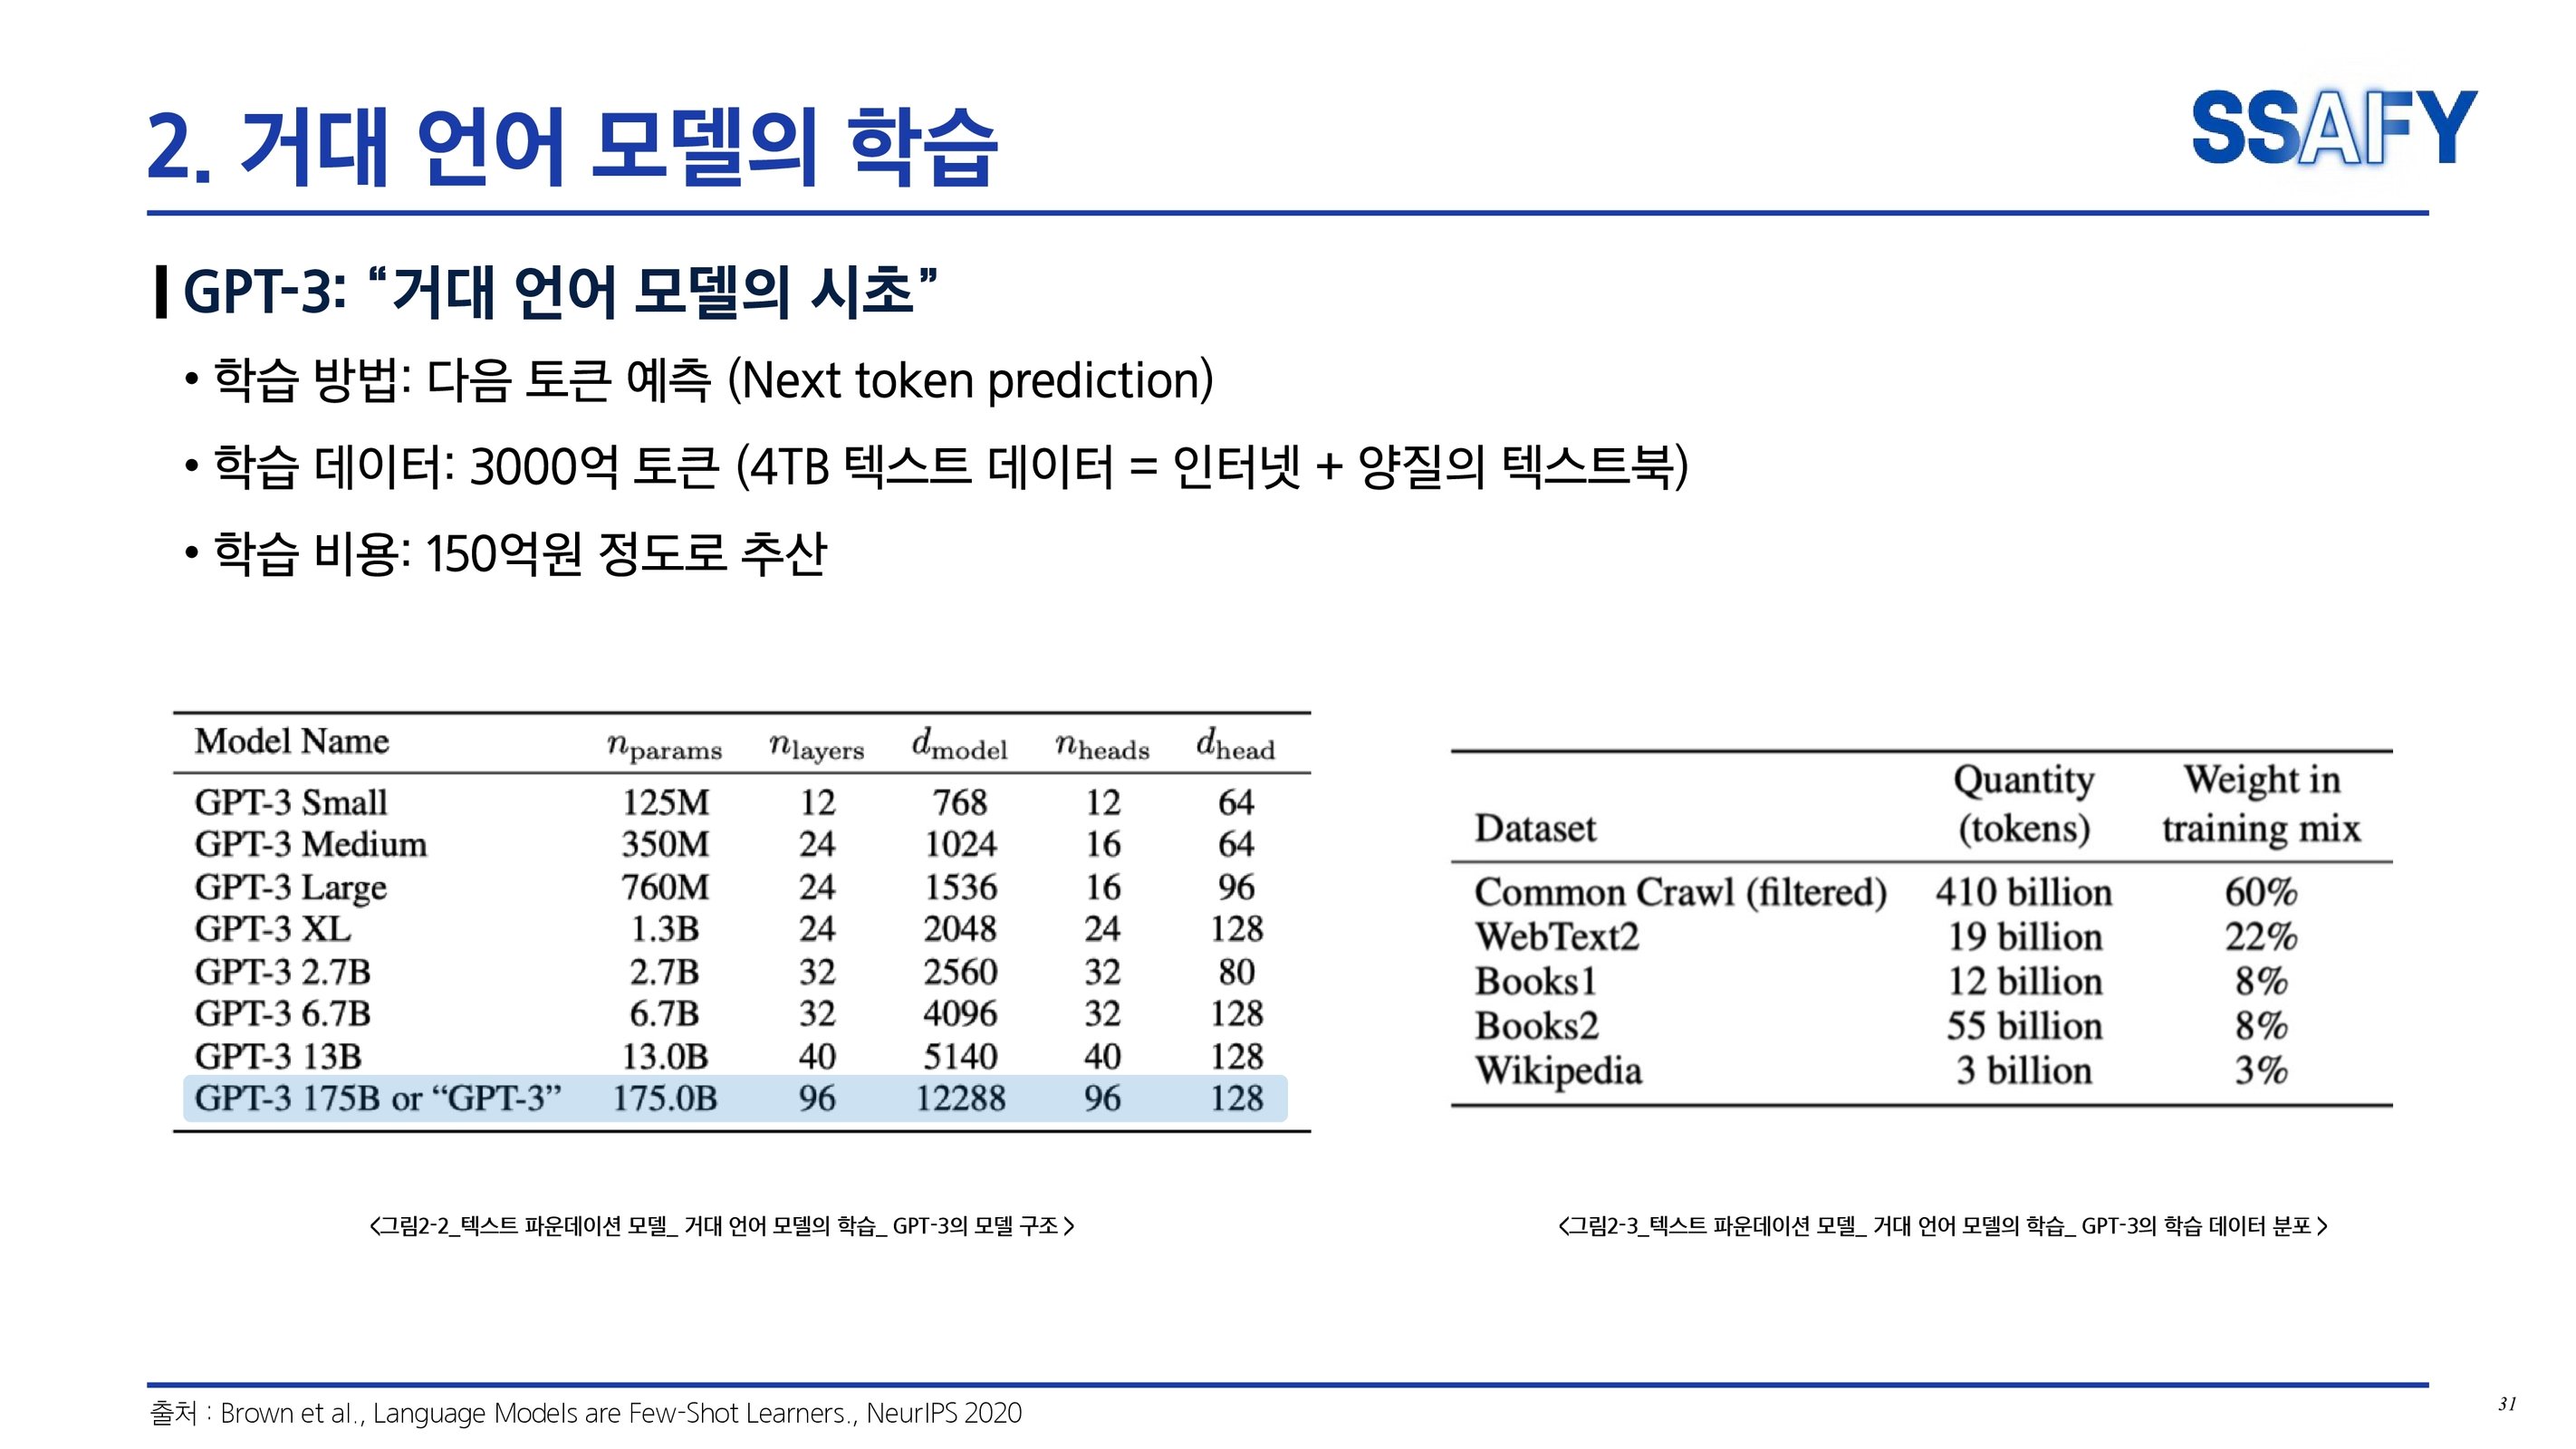 2. 거대 언어 모델의 학습
SSAFY
GPT-3: “거대 언어 모델의 시초”
• 학습 방법: 다음 토큰 예측 (Next token prediction)
• 학습 데이터: 3000억 토큰 (4TB 텍스트 데이터 = 인터넷 + 양질의 텍스트북)
• 학습 비용: 150억원 정도로 추산
Model Name n_params n_layers d_model n_heads d_head
GPT-3 Small 125M 12 768 12 64
GPT-3 Medium 350M 24 1024 16 64
GPT-3 Large 760M 24 1536 16 96
GPT-3 XL 1.3B 24 2048 24 128
GPT-3 2.7B 2.7B 32 2560 32 80
GPT-3 6.7B 6.7B 32 4096 32 128
GPT-3 13B 13.0B 40 5140 40 128
GPT-3 175B or “GPT-3” 175.0B 96 12288 96 128
<그림2-2_텍스트 파운데이션 모델_ 거대 언어 모델의 학습_ GPT-3의 모델 구조 >
Quantity Weight in
Dataset (tokens) training mix
Common Crawl (filtered) 410 billion 60%
WebText2 19 billion 22%
Books1 12 billion 8%
Books2 55 billion 8%
Wikipedia 3 billion 3%
<그림2-3_텍스트 파운데이션 모델_ 거대 언어 모델의 학습_ GPT-3의 학습 데이터 분포 >
출처 : Brown et al., Language Models are Few-Shot Learners., NeurIPS 2020
31